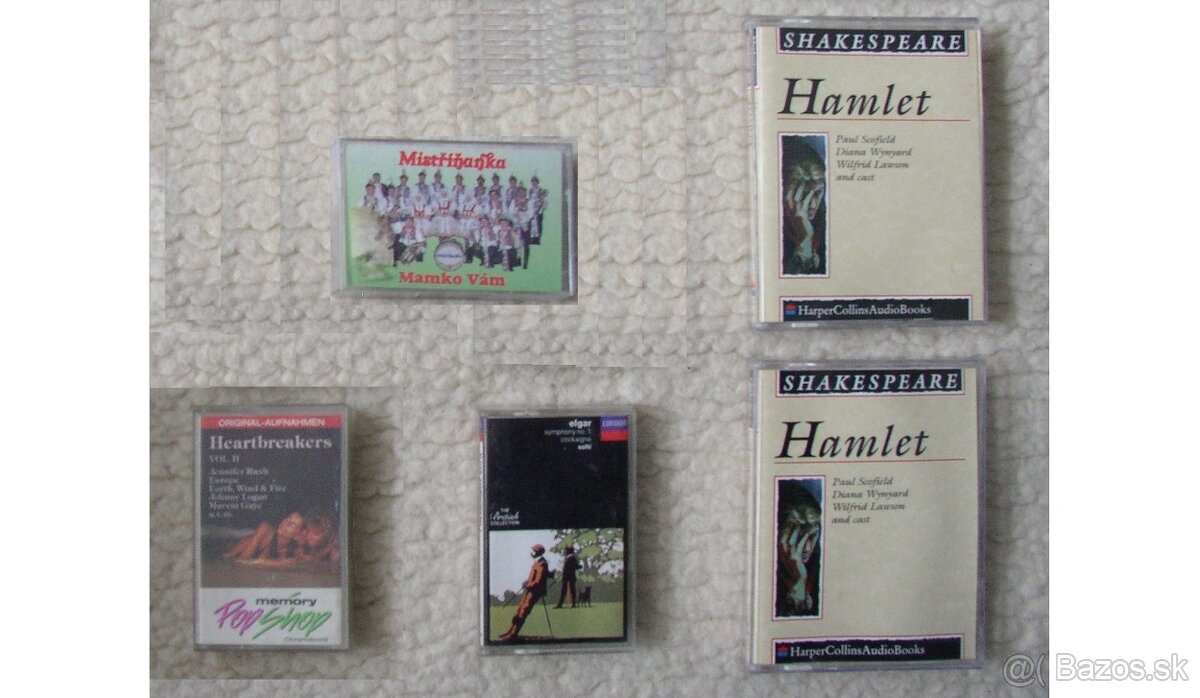 Mistříňanka
Mamko Vám
SHAKESPEARE
Hamlet
Paul Scofield
Diana Wynyard
Wilfrid Lawson
and cast
HarperCollinsAudioBooks
ORIGINAL-AUFNAHMEN
Heartbreakers
VOL. II
Jennifer Rush
Europe
Earth, Wind & Fire
Johnny Logan
Marvin Gaye
u.v.m.
memory
Pop Shop
elgar
symphony no. 1
cockaigne
solti
LONDON
THE
British
COLLECTION
SHAKESPEARE
Hamlet
Paul Scofield
Diana Wynyard
Wilfrid Lawson
and cast
HarperCollinsAudioBooks
@( Bazos.sk